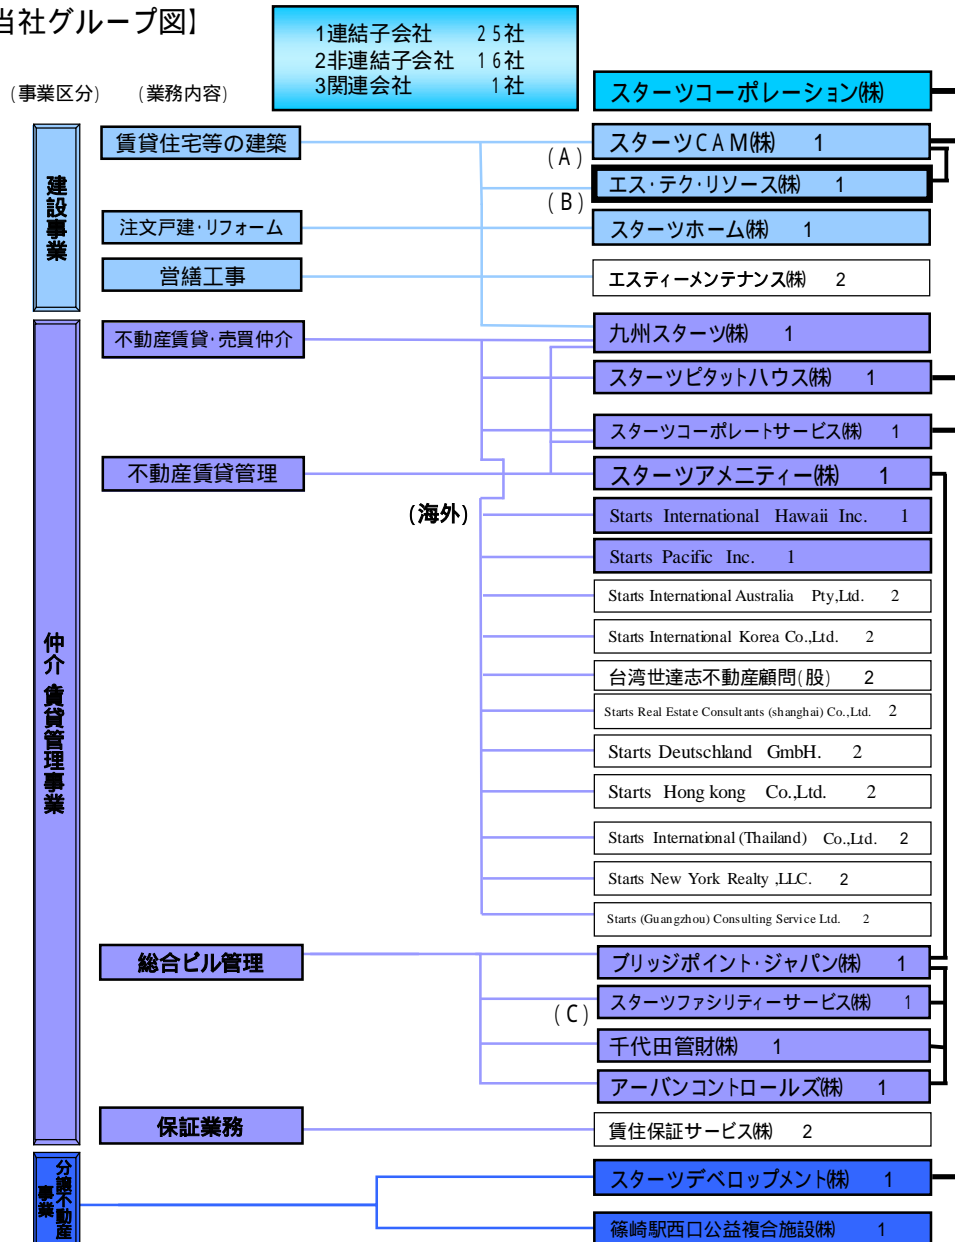 当社グループ図】
1連結子会社 25社
2非連結子会社 16社
3関連会社 1社
(事業区分) (業務内容)
スターツコーポレーション㈱
建設事業
賃貸住宅等の建築
(A)
スターツCAM㈱ 1
(B)
エス・テク・リソース㈱ 1
注文戸建・リフォーム
スターツホーム㈱ 1
営繕工事
エスティーメンテナンス㈱ 2
仲介 賃貸管理事業
不動産賃貸・売買仲介
九州スターツ㈱ 1
スターツピタットハウス㈱ 1
スターツコーポレートサービス㈱ 1
不動産賃貸管理
スターツアメニティー㈱ 1
(海外)
Starts International Hawaii Inc. 1
Starts Pacific Inc. 1
Starts International Australia Pty,Ltd. 2
Starts International Korea Co.,Ltd. 2
台湾世達志不動産顧問(股) 2
Starts Real Estate Consultants (shanghai) Co.,Ltd. 2
Starts Deutschland GmbH. 2
Starts Hong kong Co.,Ltd. 2
Starts International (Thailand) Co.,Ltd. 2
Starts New York Realty ,LLC. 2
Starts (Guangzhou) Consulting Service Ltd. 2
総合ビル管理
ブリッジポイント・ジャパン㈱ 1
(C)
スターツファシリティーサービス㈱ 1
千代田管財㈱ 1
アーバンコントロールズ㈱ 1
保証業務
賃住保証サービス㈱ 2
分譲不動産
事業
スターツデベロップメント㈱ 1
篠崎駅西口公益複合施設㈱ 1